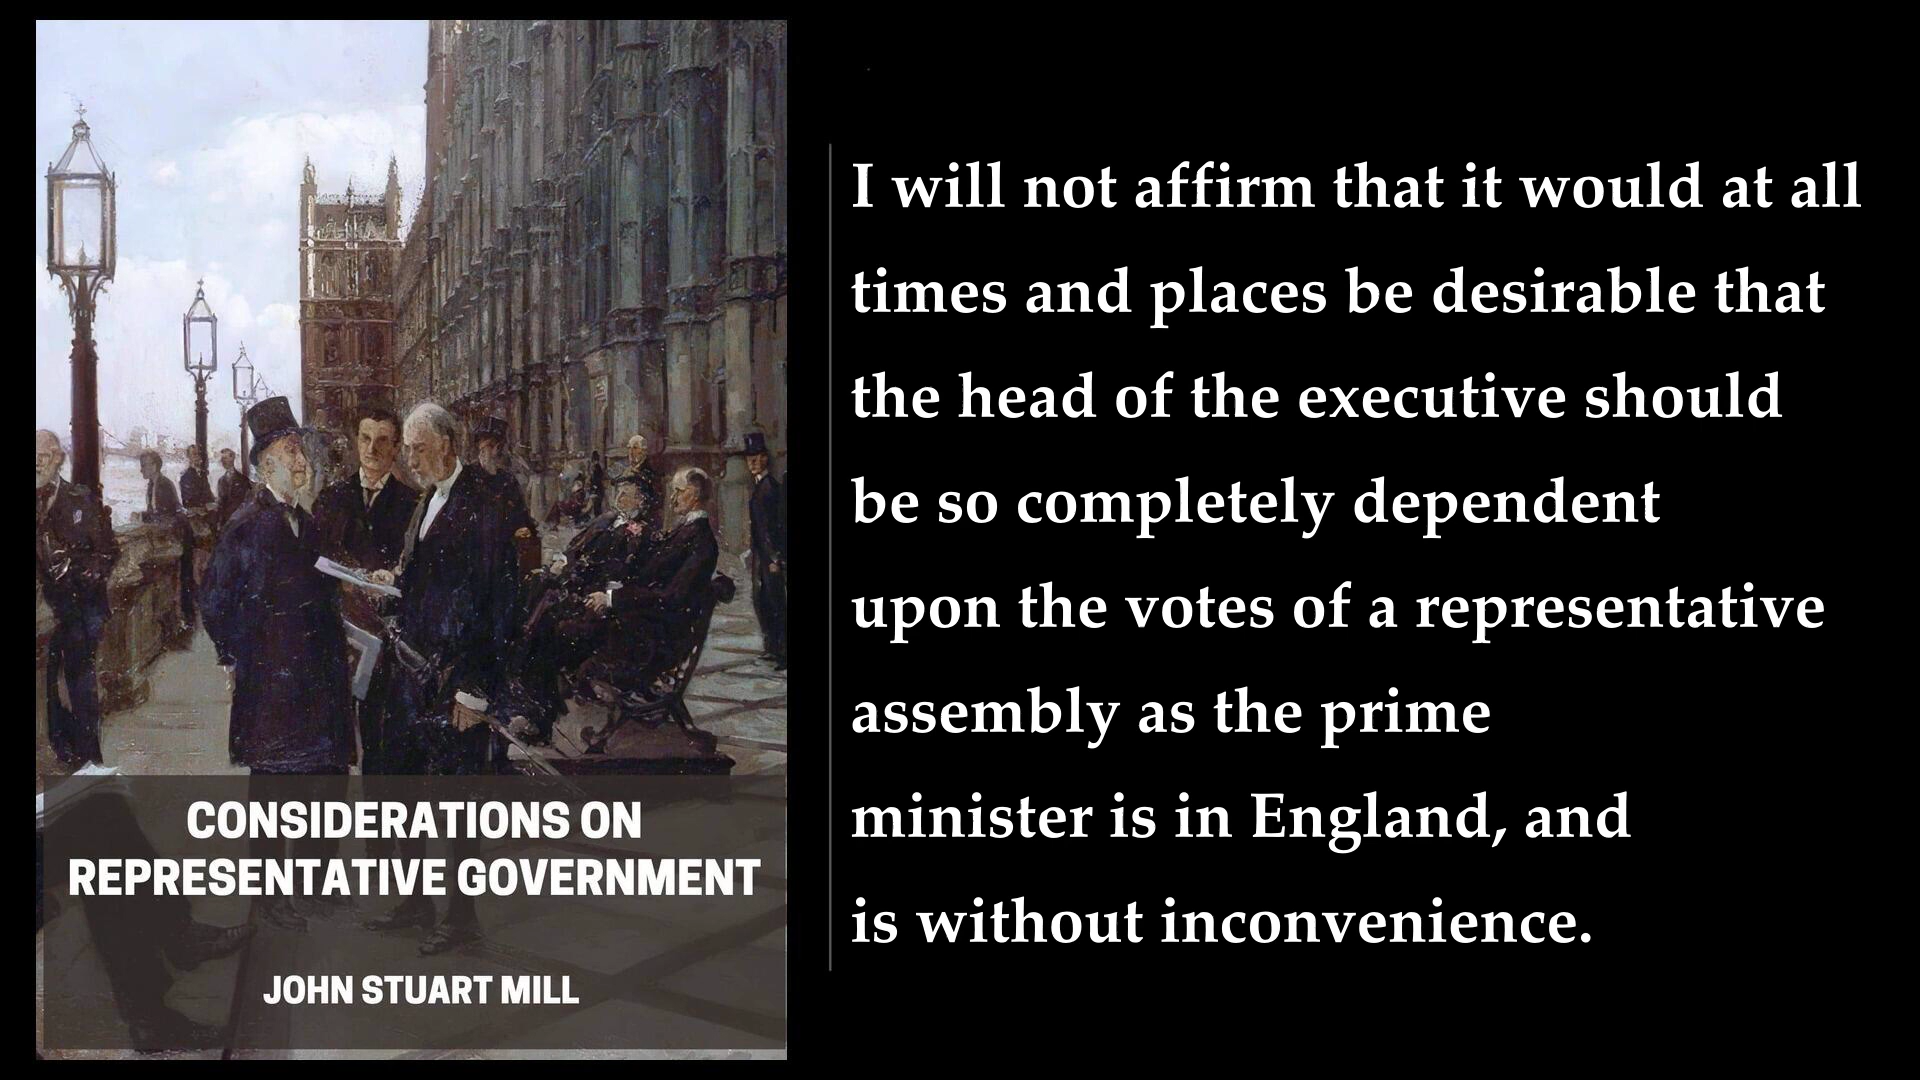 CONSIDERATIONS ON
REPRESENTATIVE GOVERNMENT
JOHN STUART MILL
I will not affirm that it would at all
times and places be desirable that
the head of the executive should
be so completely dependent
upon the votes of a representative
assembly as the prime
minister is in England, and
is without inconvenience.